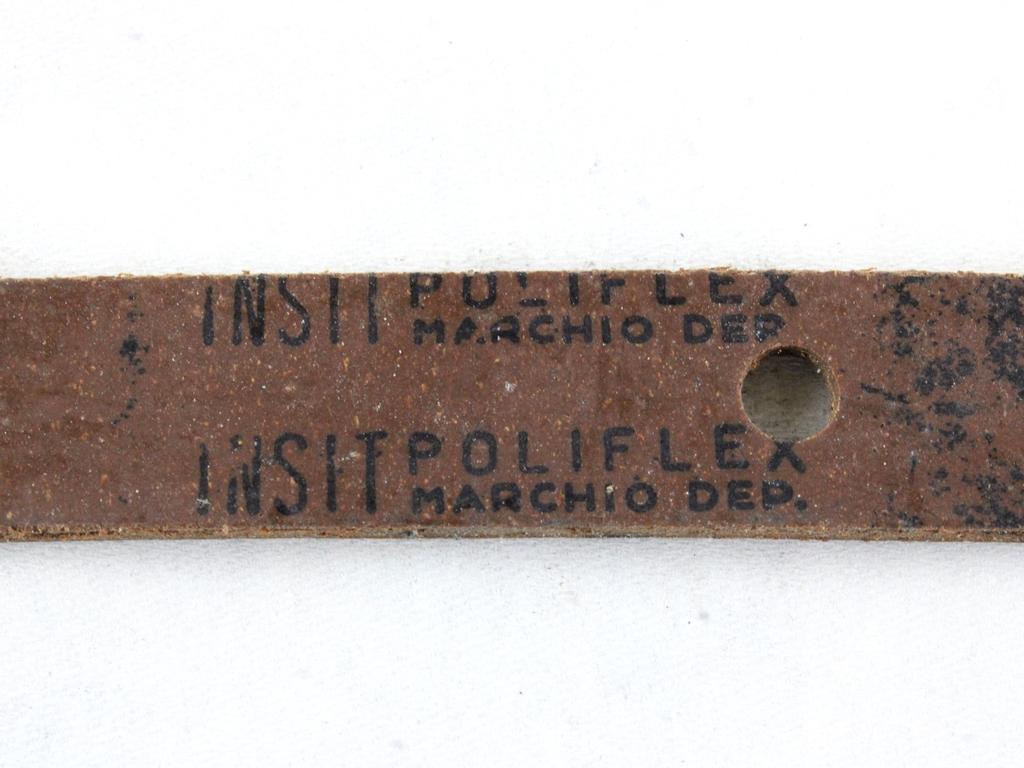 INSIT POLIFLEX
MARCHIO DEP.
INSIT POLIFLEX
MARCHIO DEP.